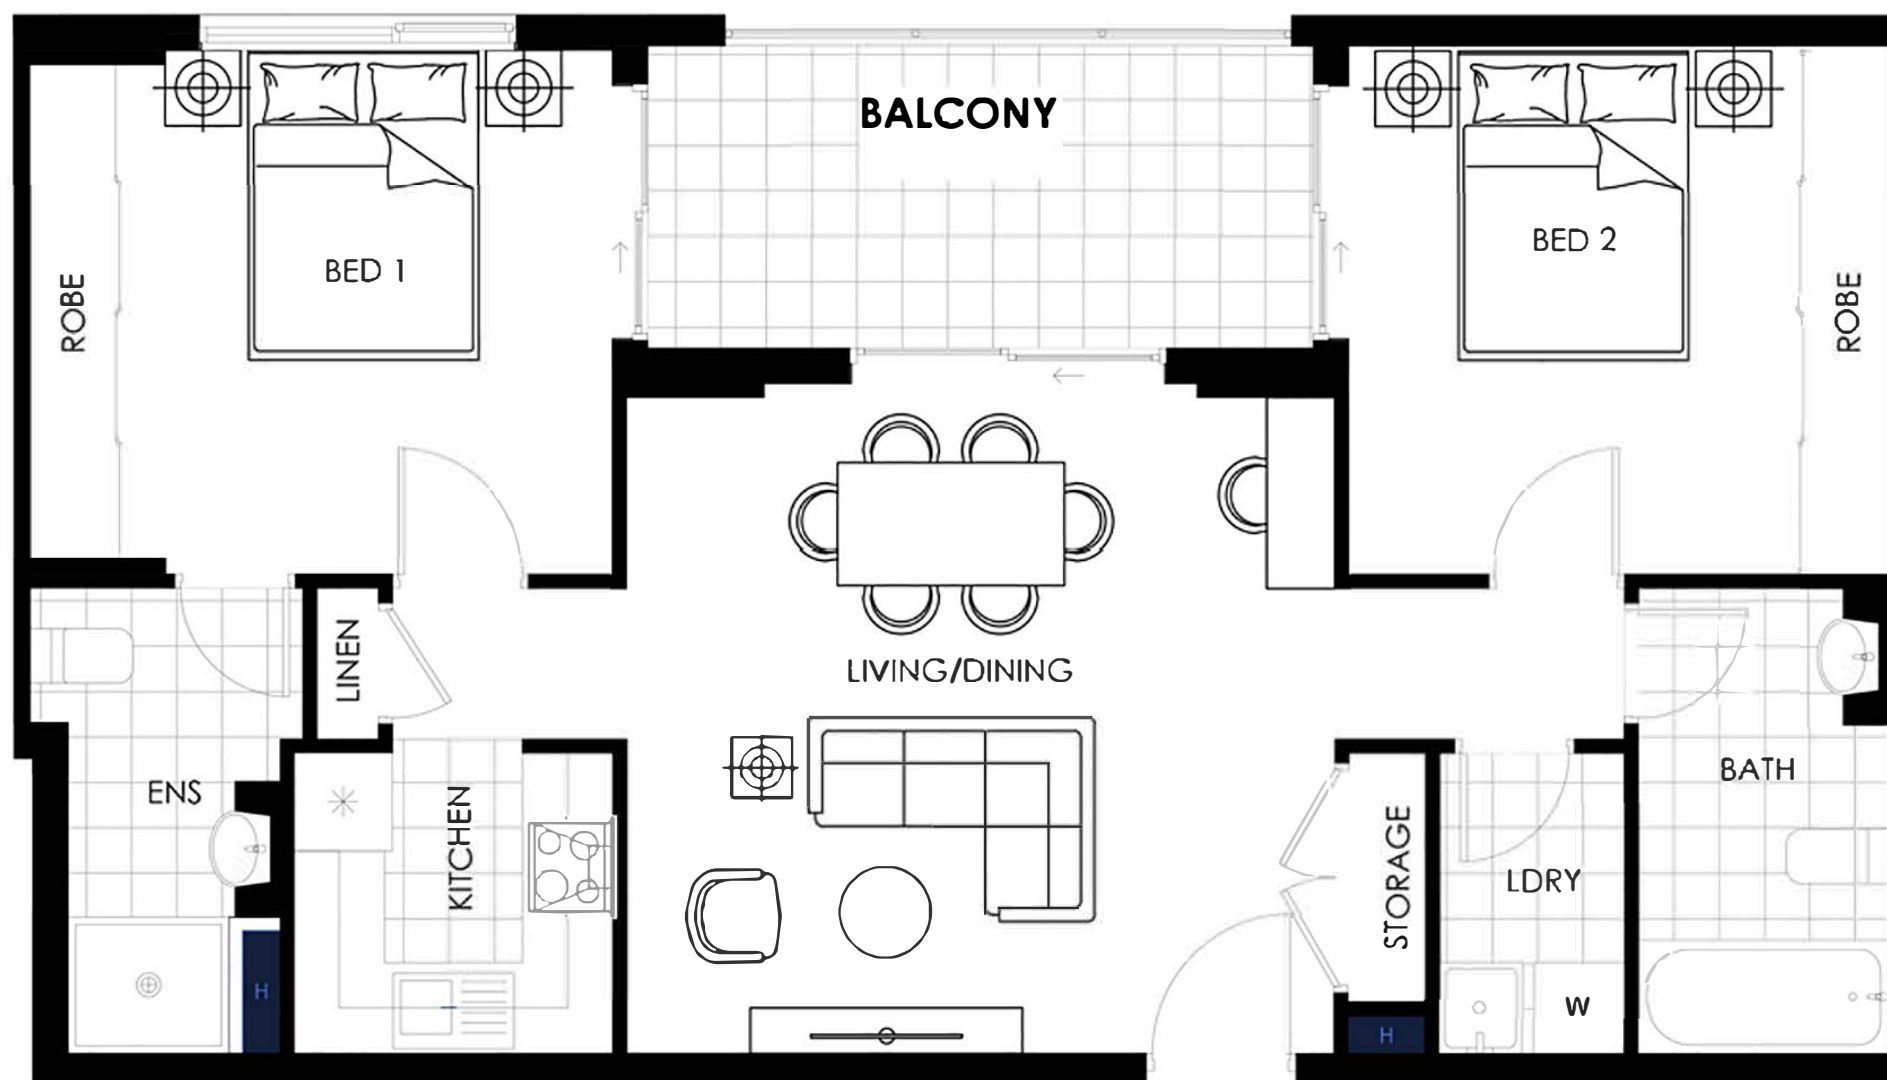 BALCONY
BED 1
BED 2
ROBE
ROBE
LINEN
LIVING/DINING
ENS
KITCHEN
BATH
STORAGE
LDRY
H
W
H